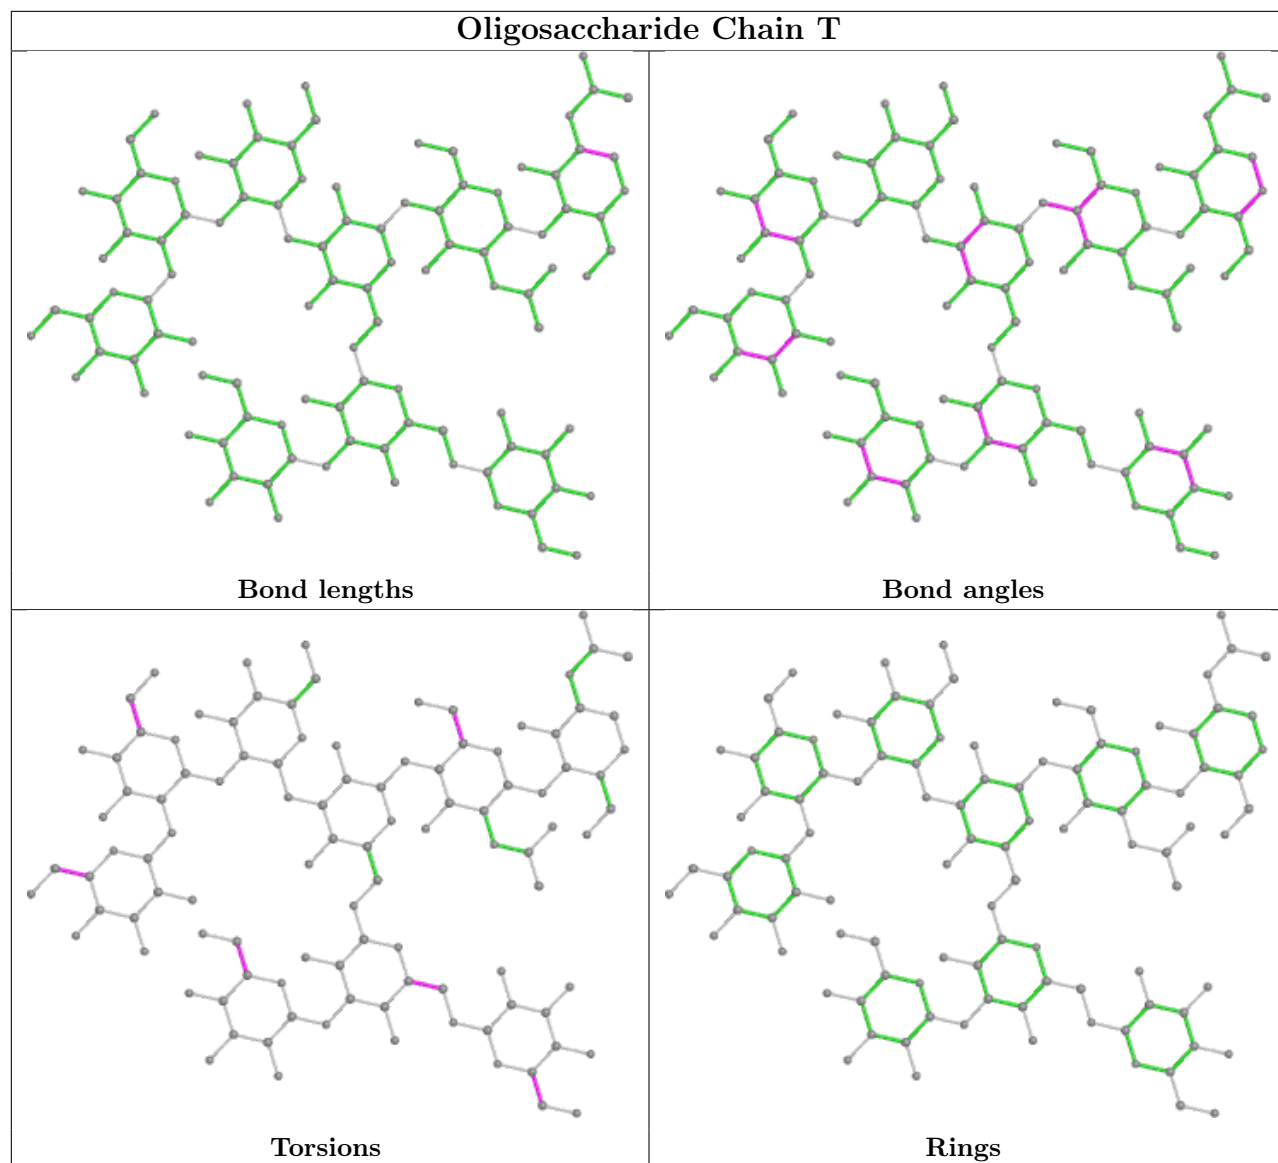 Oligosaccharide Chain T
Bond lengths
Bond angles
Torsions
Rings